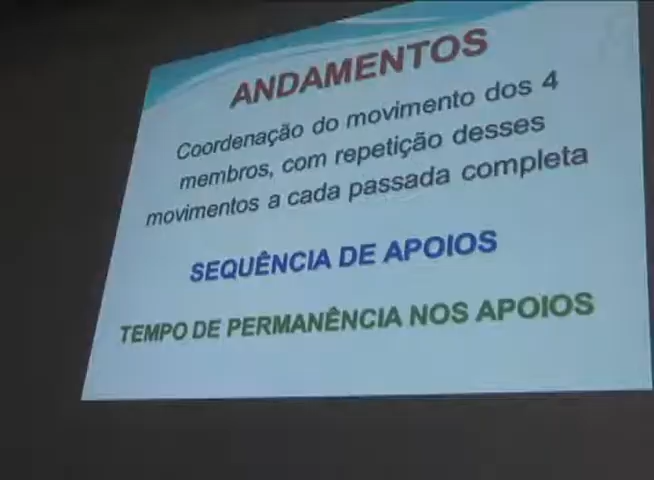 ANDAMENTOS
Coordenação do movimento dos 4
membros, com repetição desses
movimentos a cada passada completa
SEQUÊNCIA DE APOIOS
TEMPO DE PERMANÊNCIA NOS APOIOS